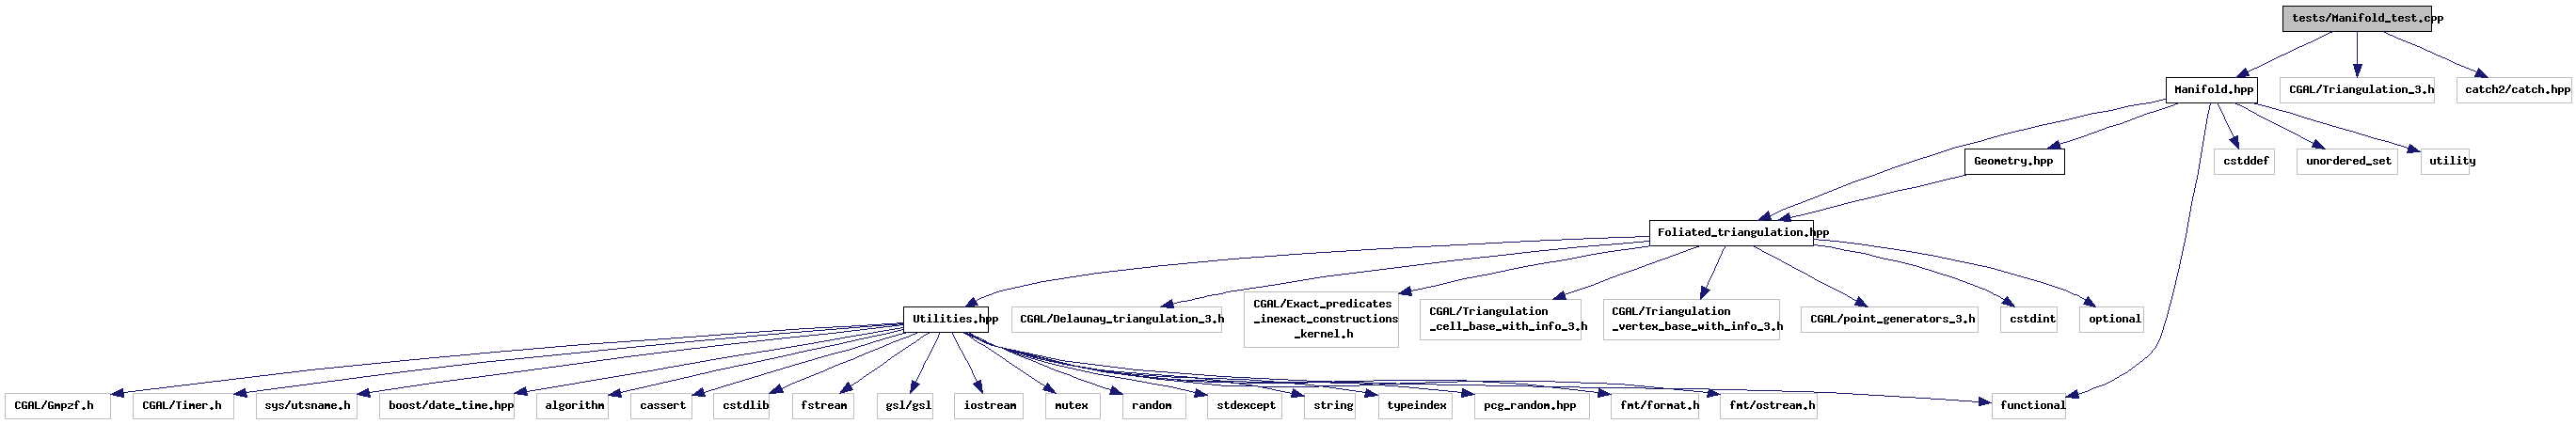 tests/Manifold_test.cpp
Manifold.hpp
CGAL/Triangulation_3.h
catch2/catch.hpp
Geometry.hpp
cstddef
unordered_set
utility
Foliated_triangulation.hpp
Utilities.hpp
CGAL/Delaunay_triangulation_3.h
CGAL/Exact_predicates
_inexact_constructions
_kernel.h
CGAL/Triangulation
_cell_base_with_info_3.h
CGAL/Triangulation
_vertex_base_with_info_3.h
CGAL/point_generators_3.h
cstdint
optional
CGAL/Gmpzf.h
CGAL/Timer.h
sys/utsname.h
boost/date_time.hpp
algorithm
cassert
cstdlib
fstream
gsl/gsl
iostream
mutex
random
stdexcept
string
typeindex
pcg_random.hpp
fmt/format.h
fmt/ostream.h
functional